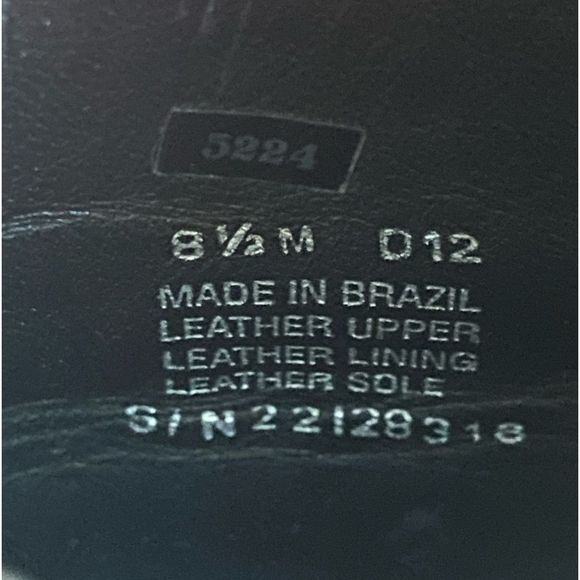 5224
8 ½ M D12
MADE IN BRAZIL
LEATHER UPPER
LEATHER LINING
LEATHER SOLE
S/N 22128318